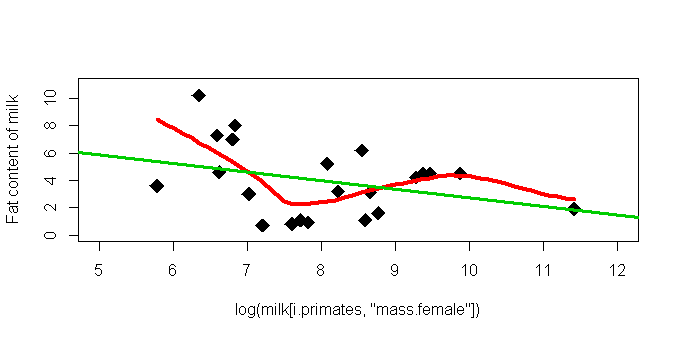 Fat content of milk
10
8
6
4
2
0
5 6 7 8 9 10 11 12
log(milk[i.primates, "mass.female"])